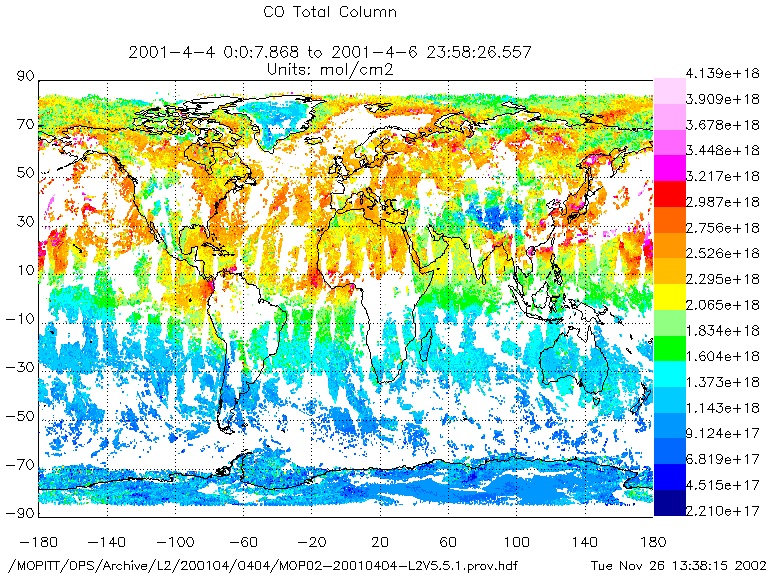 CO Total Column
2001-4-4 0:0:7.868 to 2001-4-6 23:58:26.557
Units: mol/cm2
90
70
50
30
10
-10
-30
-50
-70
-90
-180
-140
-100
-60
-20
20
60
100
140
180
4.139e+18
3.909e+18
3.678e+18
3.448e+18
3.217e+18
2.987e+18
2.756e+18
2.526e+18
2.295e+18
2.065e+18
1.834e+18
1.604e+18
1.373e+18
1.143e+18
9.124e+17
6.819e+17
4.515e+17
2.210e+17
/MOPITT/OPS/Archive/L2/200104/0404/MOP02-20010404-L2V5.5.1.prov.hdf
Tue Nov 26 13:38:15 2002